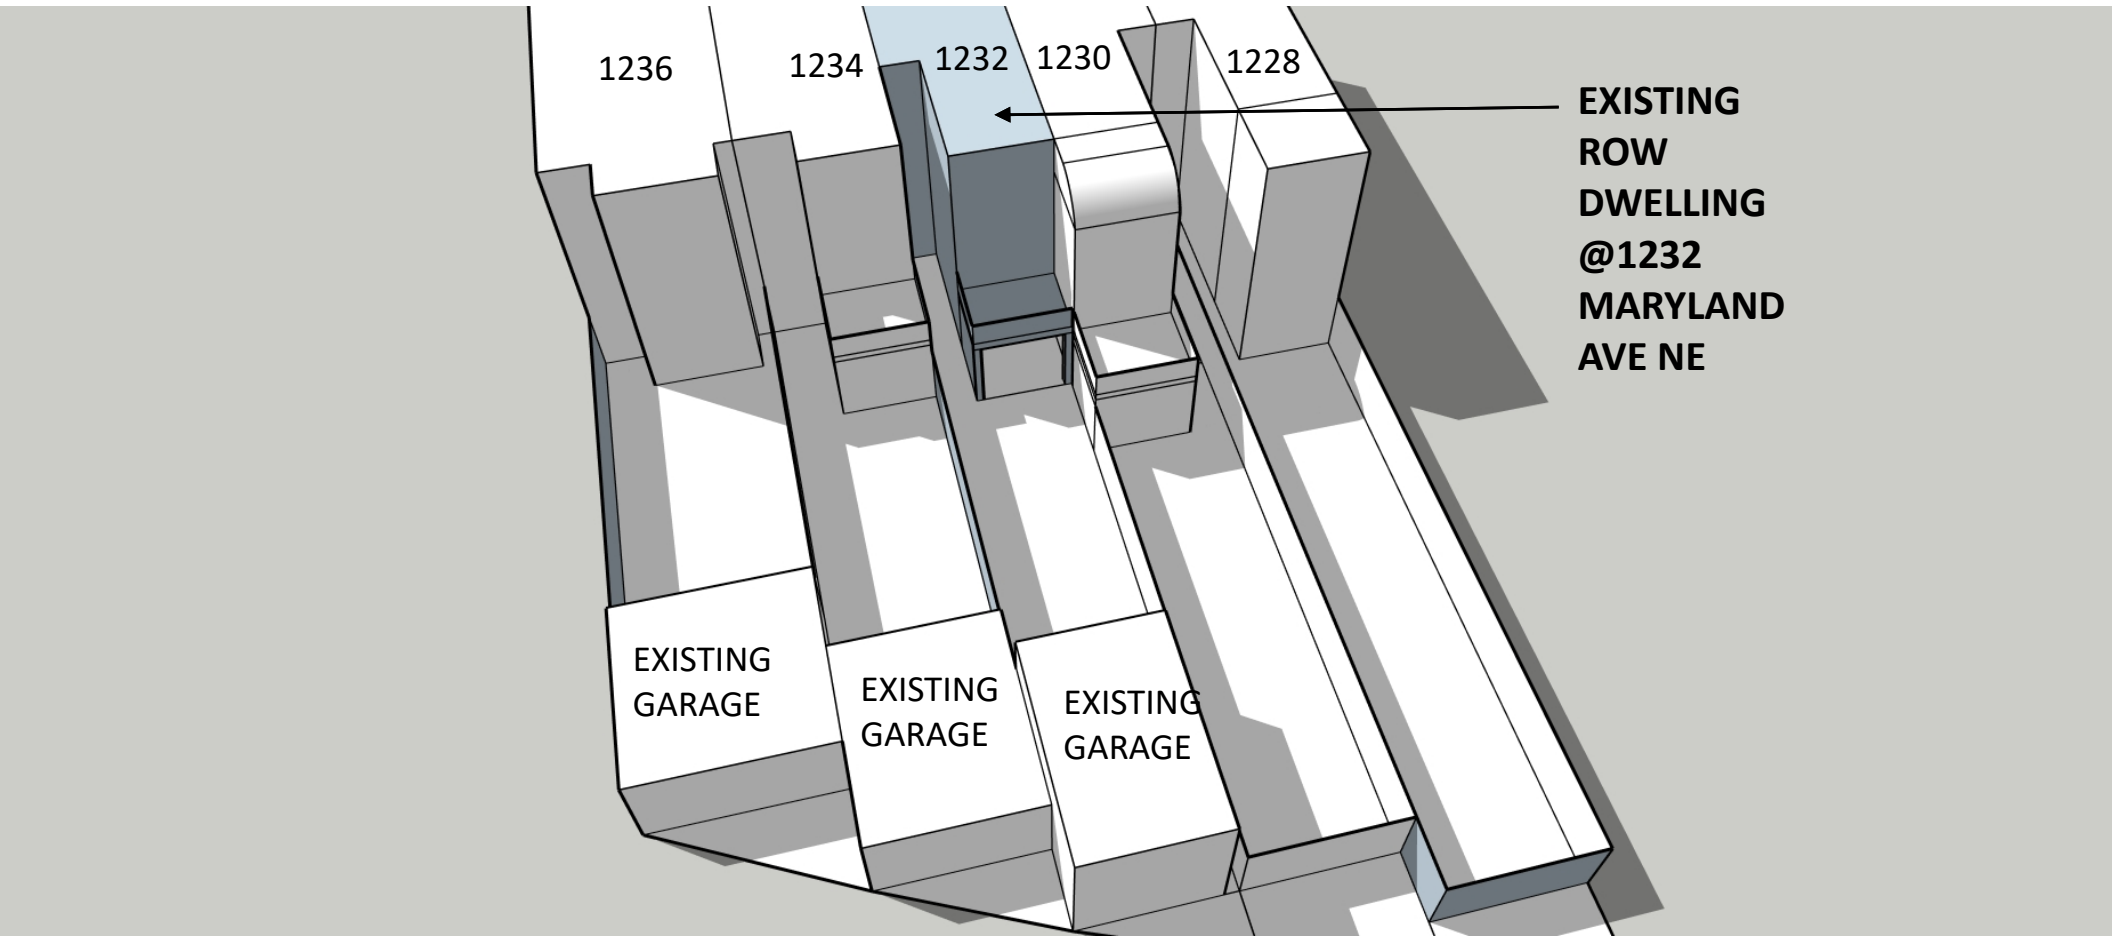 1236
1234
1232
1230
1228
EXISTING
ROW
DWELLING
@1232
MARYLAND
AVE NE
EXISTING
GARAGE
EXISTING
GARAGE
EXISTING
GARAGE